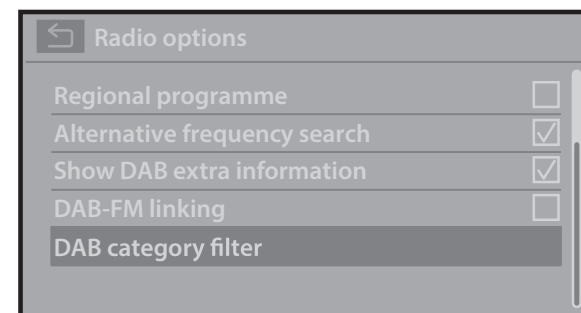 Radio options
Regional programme
Alternative frequency search
Show DAB extra information
DAB-FM linking
DAB category filter